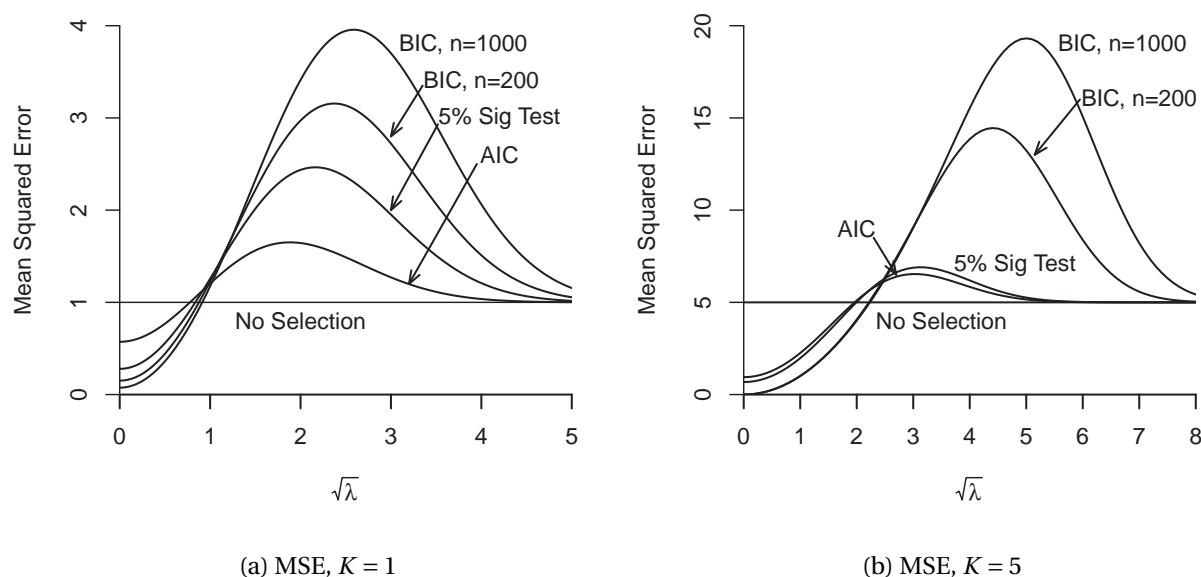 Mean Squared Error
0
1
2
3
4
0
1
2
3
4
5
√λ
BIC, n=1000
BIC, n=200
5% Sig Test
AIC
No Selection
(a) MSE, K = 1
Mean Squared Error
0
5
10
15
20
0
1
2
3
4
5
6
7
8
√λ
BIC, n=1000
BIC, n=200
AIC
5% Sig Test
No Selection
(b) MSE, K = 5